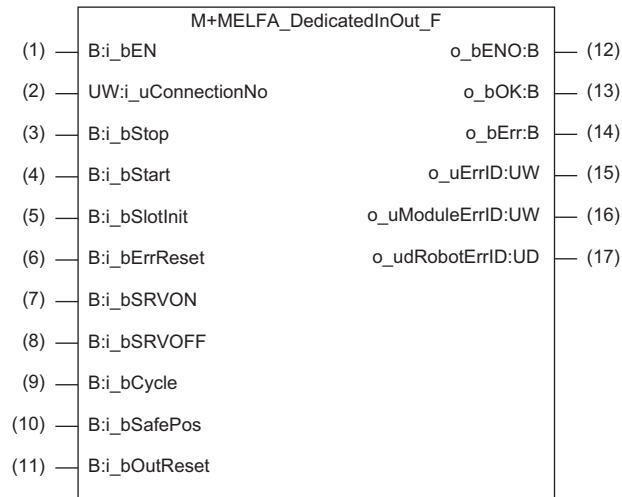 M+MELFA_DedicatedInOut_F
(1) B:i_bEN o_bENO:B (12)
(2) UW:i_uConnectionNo o_bOK:B (13)
(3) B:i_bStop o_bErr:B (14)
(4) B:i_bStart o_uErrID:UW (15)
(5) B:i_bSlotInit o_uModuleErrID:UW (16)
(6) B:i_bErrReset o_udRobotErrID:UD (17)
(7) B:i_bSRVON
(8) B:i_bSRVOFF
(9) B:i_bCycle
(10) B:i_bSafePos
(11) B:i_bOutReset